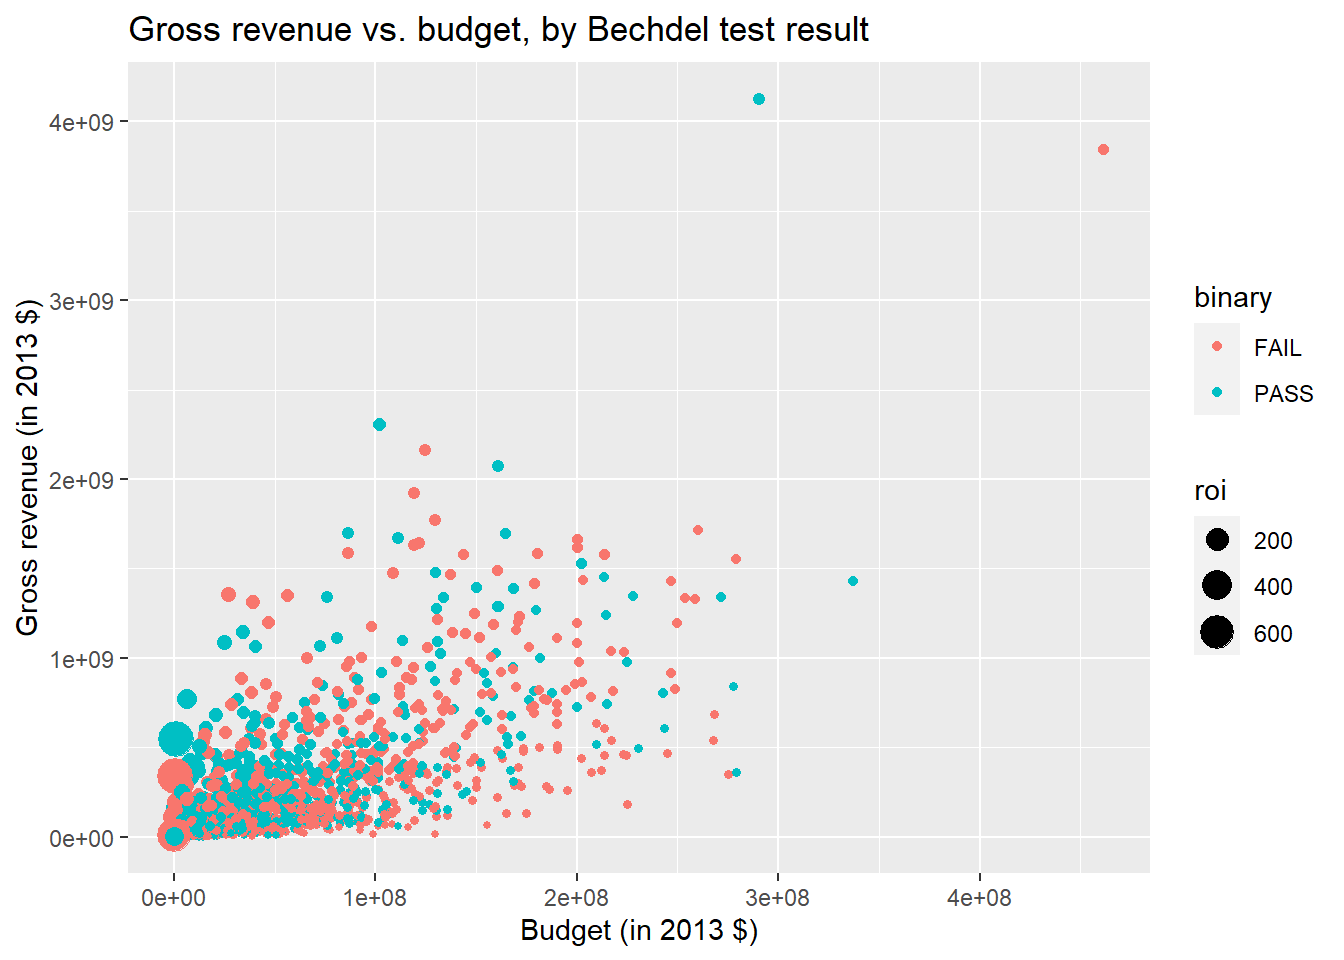 Gross revenue vs. budget, by Bechdel test result
Gross revenue (in 2013 $)
4e+09
3e+09
2e+09
1e+09
0e+00
0e+00
1e+08
2e+08
3e+08
4e+08
Budget (in 2013 $)
binary
FAIL
PASS
roi
200
400
600